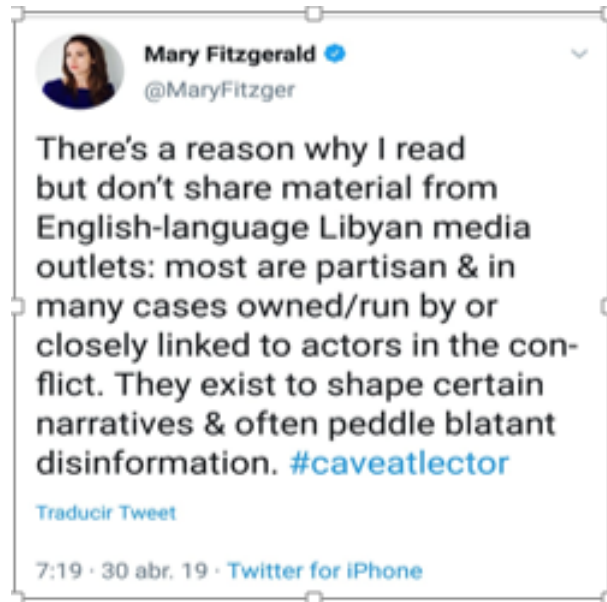 Mary Fitzgerald
@MaryFitzger
There's a reason why I read
but don't share material from
English-language Libyan media
outlets: most are partisan & in
many cases owned/run by or
closely linked to actors in the con-
flict. They exist to shape certain
narratives & often peddle blatant
disinformation. #caveatlector
Traducir Tweet
7:19 · 30 abr. 19 · Twitter for iPhone